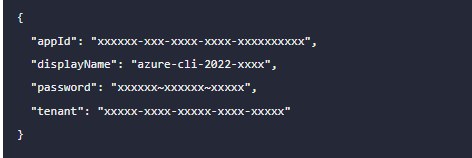 {
"appId": "xxxxxx-xxx-xxxx-xxxx-xxxxxxxxxx",
"displayName": "azure-cli-2022-xxxx",
"password": "xxxxxx~xxxxxx~xxxxx",
"tenant": "xxxxx-xxxx-xxxxx-xxxx-xxxxx"
}